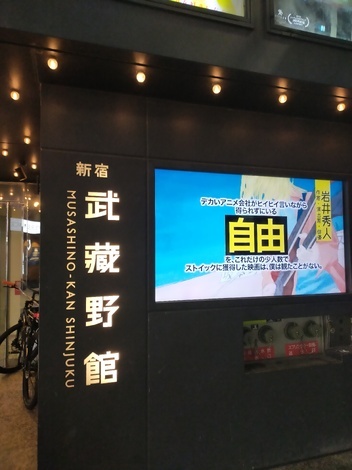 新宿
武蔵野館
MUSASHINO-KAN SHINJUKU
デカいアニメ会社がヒイヒイ言いながら
得られずにいる
自由
を、これだけの少人数で
ストイックに獲得した映画は、僕は観たことがない。
岩井秀人